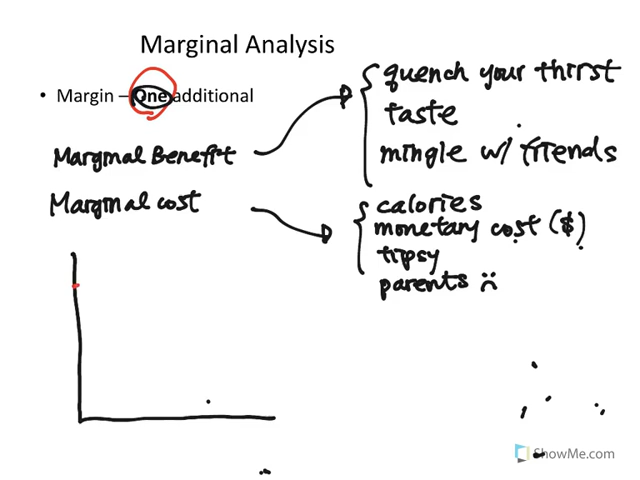 Marginal Analysis
• Margin – One additional
Marginal Benefit
Marginal cost
quench your thirst
taste
mingle w/ friends
calories
monetary cost ($)
tipsy
parents ☹
ShowMe.com